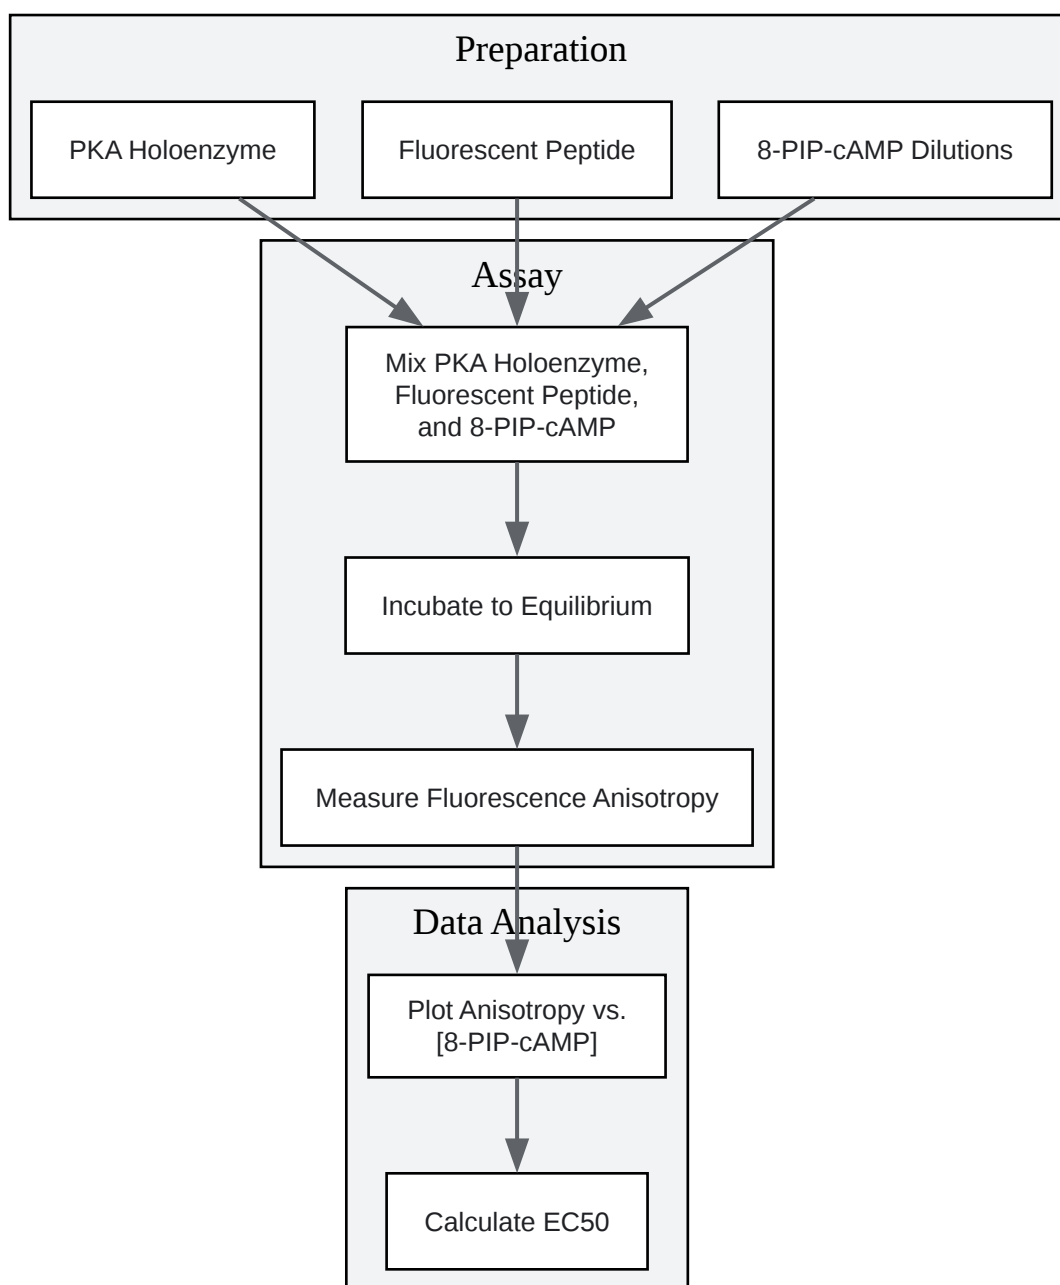 Preparation
PKA Holoenzyme
Fluorescent Peptide
8-PIP-cAMP Dilutions
Assay
Mix PKA Holoenzyme,
Fluorescent Peptide,
and 8-PIP-cAMP
Incubate to Equilibrium
Measure Fluorescence Anisotropy
Data Analysis
Plot Anisotropy vs.
[8-PIP-cAMP]
Calculate EC50